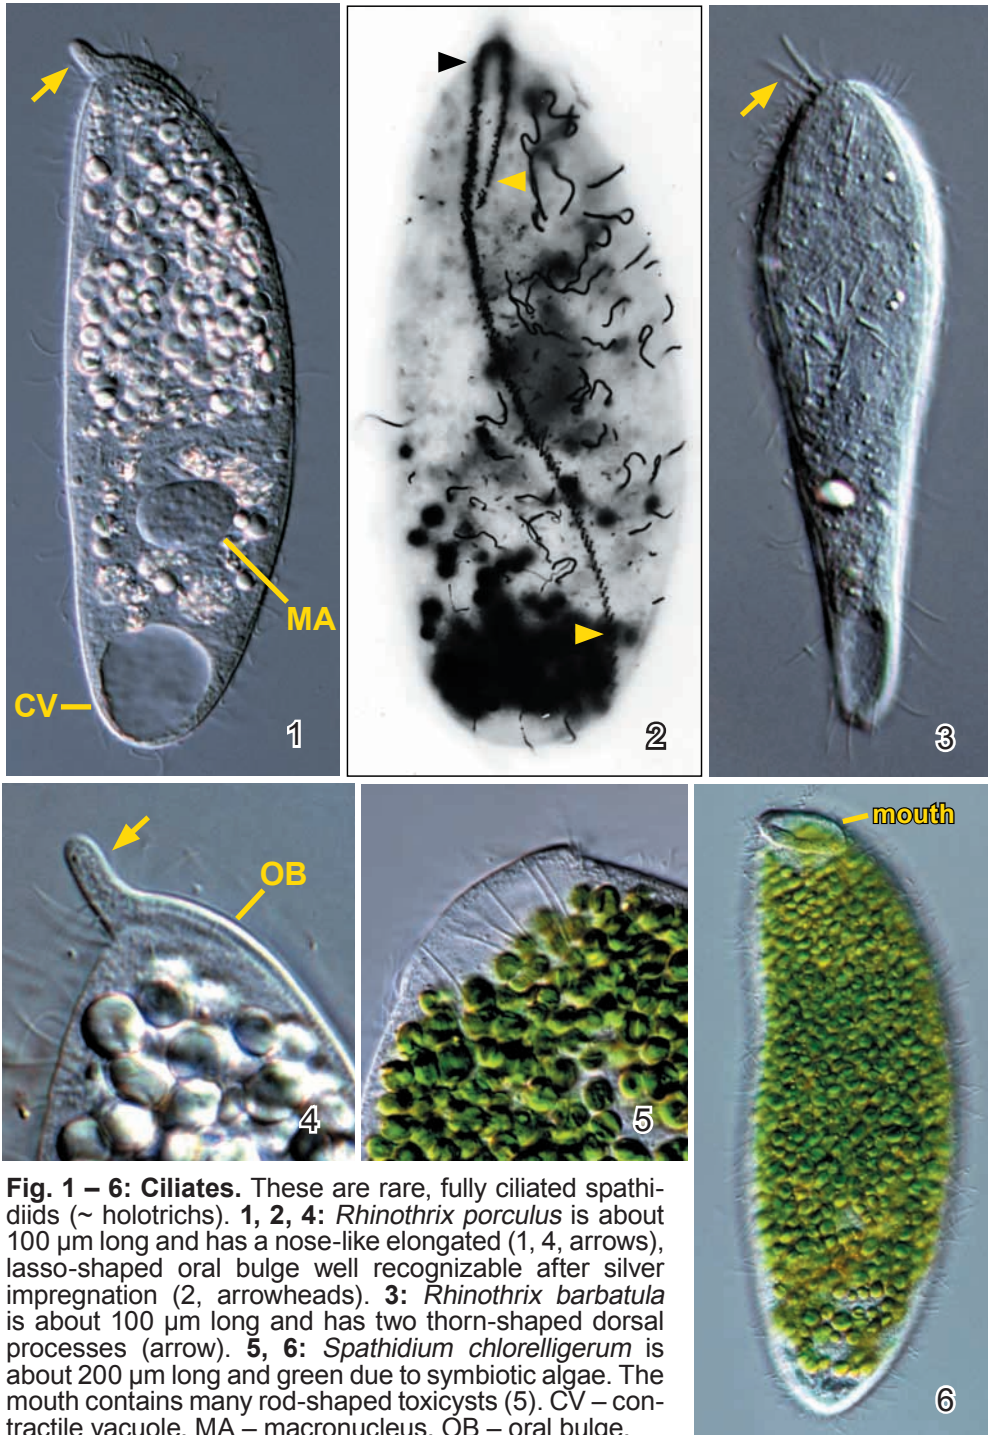 MA
CV
1
2
3
OB
4
5
mouth
6
Fig. 1 – 6: Ciliates. These are rare, fully ciliated spathi-
diids (~ holotrichs). 1, 2, 4: Rhinothrix porculus is about
100 µm long and has a nose-like elongated (1, 4, arrows),
lasso-shaped oral bulge well recognizable after silver
impregnation (2, arrowheads). 3: Rhinothrix barbatula
is about 100 µm long and has two thorn-shaped dorsal
processes (arrow). 5, 6: Spathidium chlorelligerum is
about 200 µm long and green due to symbiotic algae. The
mouth contains many rod-shaped toxicysts (5). CV – con-
tractile vacuole, MA – macronucleus, OB – oral bulge.